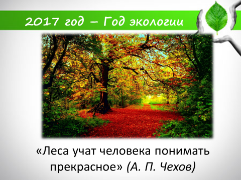 2017 год – Год экологии
«Леса учат человека понимать
прекрасное» (А. П. Чехов)